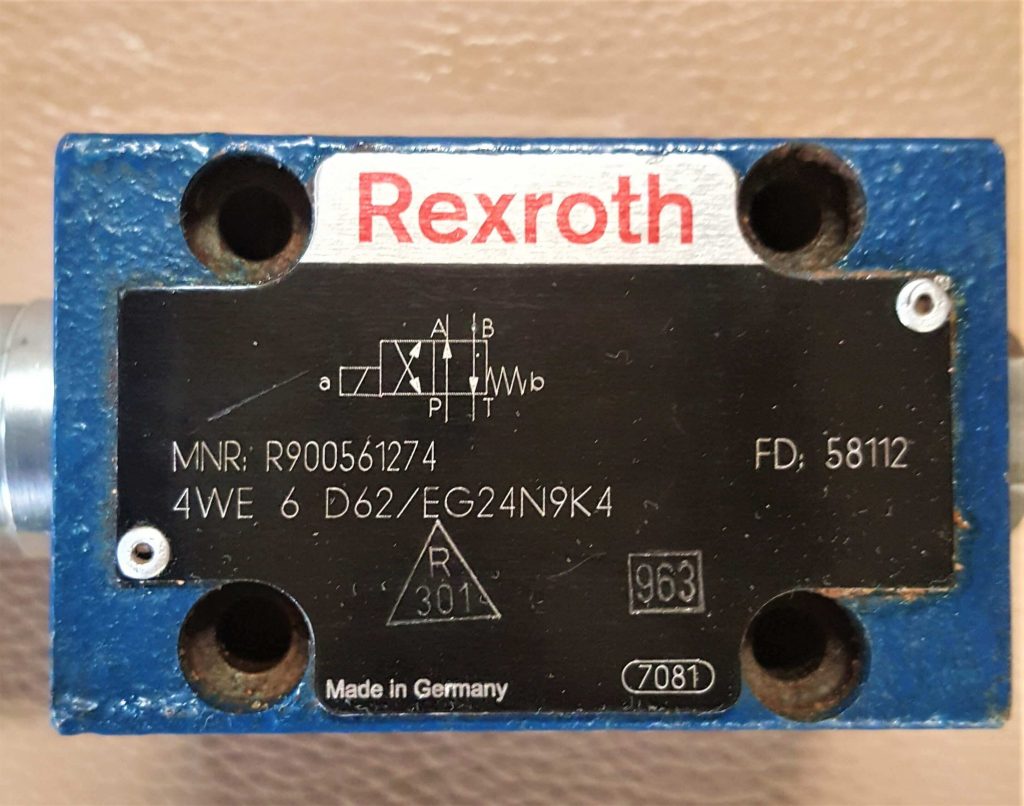 Rexroth
A B
a b
P T
MNR: R900561274
FD: 58112
4WE 6 D62/EG24N9K4
R
301
963
7081
Made in Germany